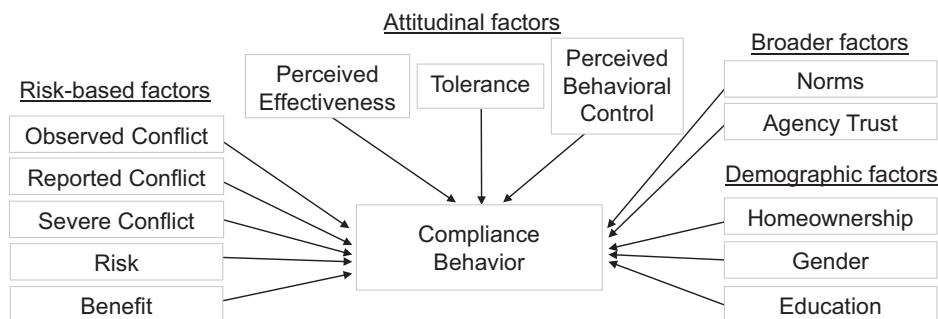 Attitudinal factors
Perceived
Effectiveness
Tolerance
Perceived
Behavioral
Control
Broader factors
Norms
Agency Trust
Risk-based factors
Observed Conflict
Reported Conflict
Severe Conflict
Risk
Benefit
Compliance
Behavior
Demographic factors
Homeownership
Gender
Education